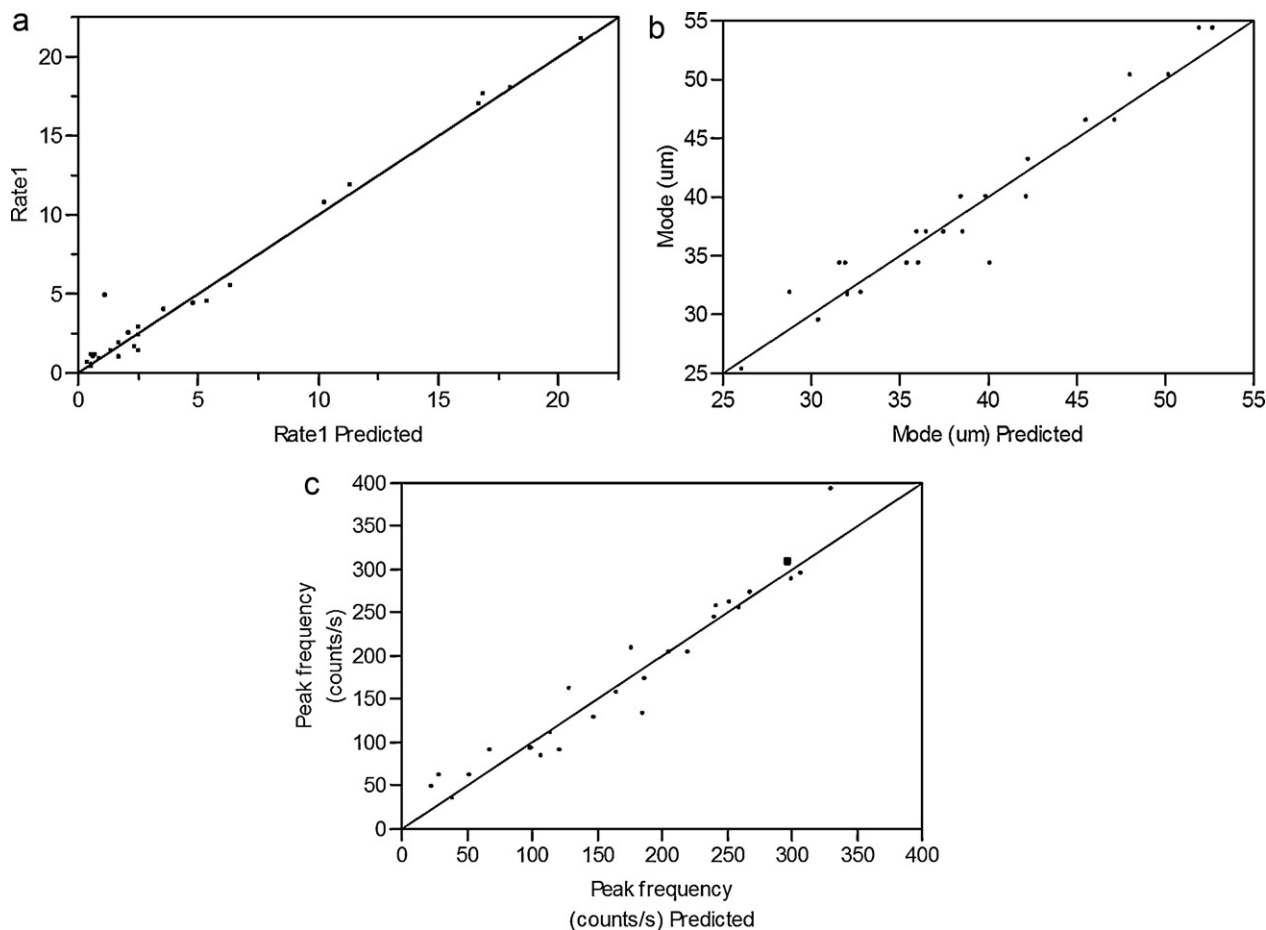 a
20
15
10
5
0
Rate1
0 5 10 15 20
Rate1 Predicted
b
55
50
45
40
35
30
25
Mode (um)
25 30 35 40 45 50 55
Mode (um) Predicted
c
400
350
300
250
200
150
100
50
0
Peak frequency
(counts/s)
0 50 100 150 200 250 300 350 400
Peak frequency
(counts/s) Predicted